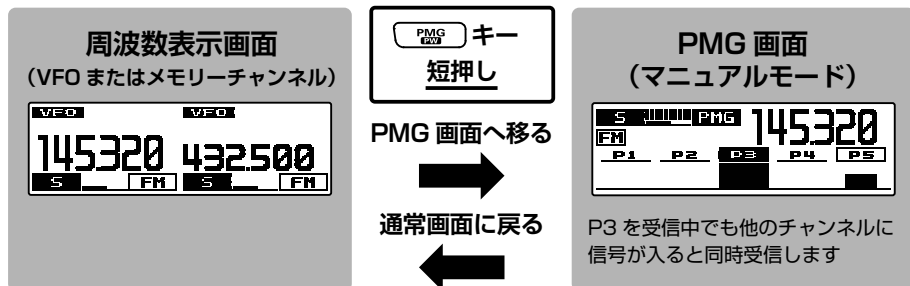 周波数表示画面
(VFO またはメモリーチャンネル)
VFO VFO
145.320 432.500
S FM S FM
PMG
PW キー
短押し
PMG 画面へ移る
通常画面に戻る
PMG 画面
(マニュアルモード)
S PMG 145.320
FM
P1 P2 P3 P4 P5
P3 を受信中でも他のチャンネルに
信号が入ると同時受信します